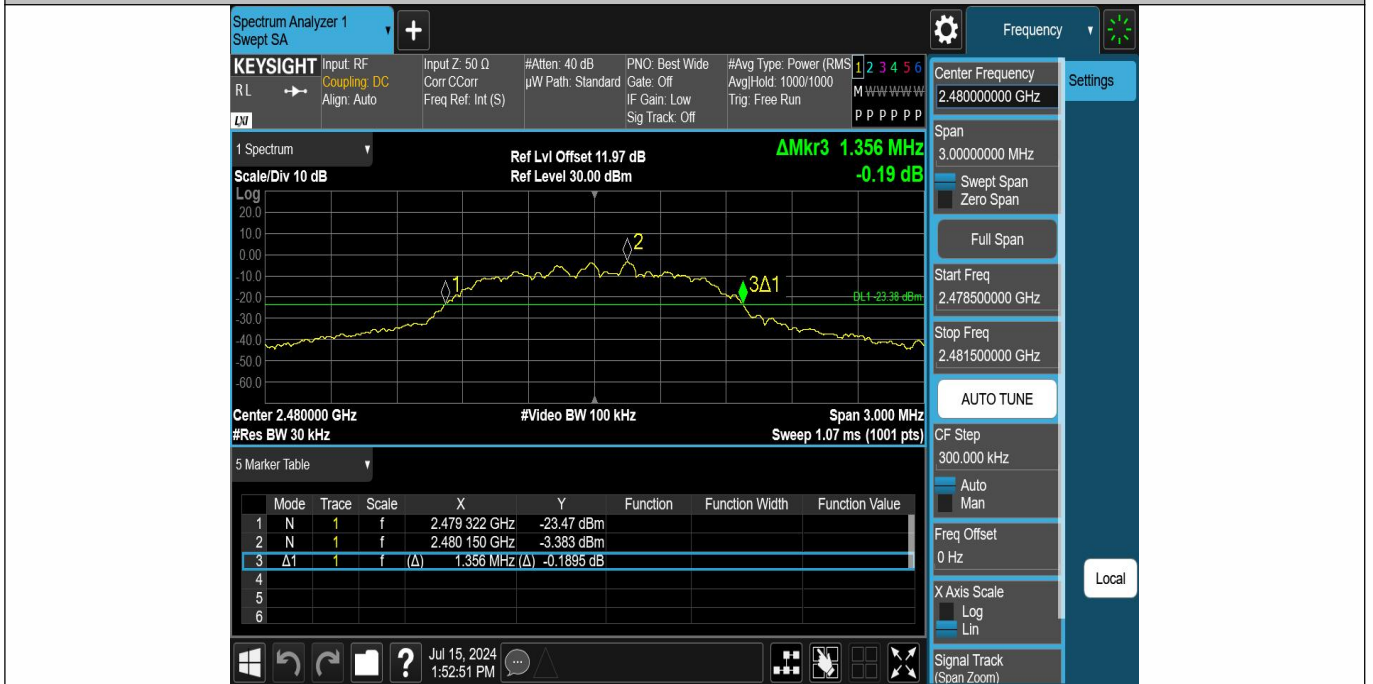 Spectrum Analyzer 1
Swept SA
+
Frequency
KEYSIGHT
Input: RF
Input Z: 50 Ω
#Atten: 40 dB
PNO: Best Wide
#Avg Type: Power (RMS
1 2 3 4 5 6
RL
Coupling: DC
Corr CCorr
µW Path: Standard
Gate: Off
Avg|Hold: 1000/1000
M W W W W W
Align: Auto
Freq Ref: Int (S)
IF Gain: Low
Trig: Free Run
LXI
Sig Track: Off
P P P P P P
Center Frequency
2.480000000 GHz
Settings
1 Spectrum
Ref Lvl Offset 11.97 dB
ΔMkr3 1.356 MHz
Scale/Div 10 dB
Ref Level 30.00 dBm
-0.19 dB
Log
20.0
10.0
0.00
-10.0
-20.0
-30.0
-40.0
-50.0
-60.0
1
2
3Δ1
DL1 -23.38 dBm
Center 2.480000 GHz
#Video BW 100 kHz
Span 3.000 MHz
#Res BW 30 kHz
Sweep 1.07 ms (1001 pts)
Span
3.00000000 MHz
Swept Span
Zero Span
Full Span
Start Freq
2.478500000 GHz
Stop Freq
2.481500000 GHz
AUTO TUNE
CF Step
300.000 kHz
Auto
Man
Freq Offset
0 Hz
X Axis Scale
Log
Lin
Signal Track
(Span Zoom)
Local
5 Marker Table
Mode Trace Scale X Y Function Function Width Function Value
1 N 1 f 2.479 322 GHz -23.47 dBm
2 N 1 f 2.480 150 GHz -3.383 dBm
3 Δ1 1 f (Δ) 1.356 MHz (Δ) -0.1895 dB
4
5
6
?
Jul 15, 2024
1:52:51 PM